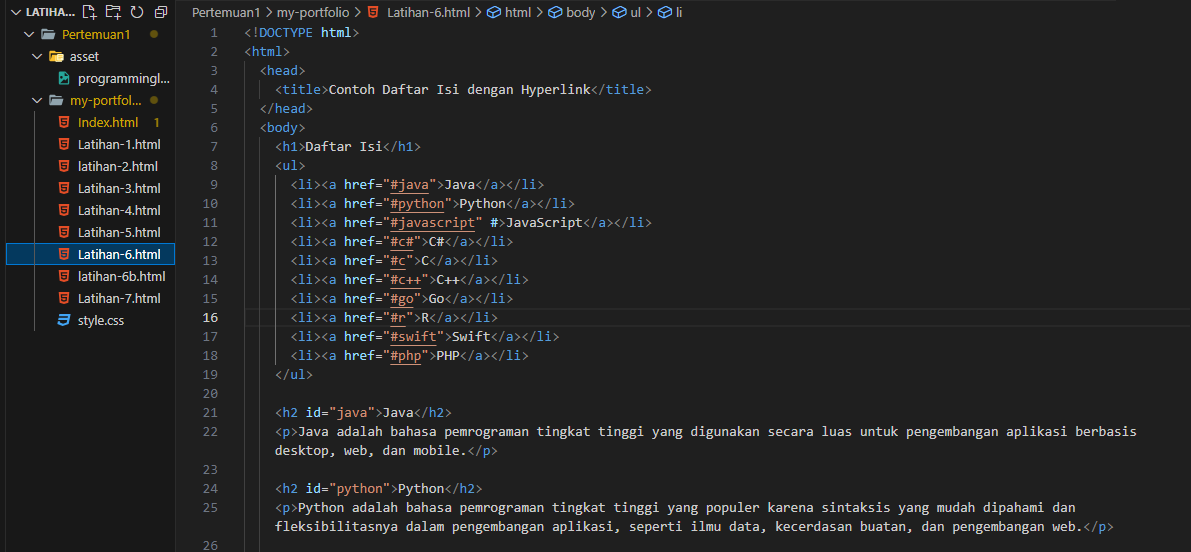 LATIHA...
Pertemuan1
asset
programmingl...
my-portfol...
Index.html 1
Latihan-1.html
latihan-2.html
Latihan-3.html
Latihan-4.html
Latihan-5.html
Latihan-6.html
latihan-6b.html
Latihan-7.html
style.css
Pertemuan1 > my-portfolio > Latihan-6.html > html > body > ul > li
1 <!DOCTYPE html>
2 <html>
3 <head>
4 <title>Contoh Daftar Isi dengan Hyperlink</title>
5 </head>
6 <body>
7 <h1>Daftar Isi</h1>
8 <ul>
9 <li><a href="#java">Java</a></li>
10 <li><a href="#python">Python</a></li>
11 <li><a href="#javascript" #>JavaScript</a></li>
12 <li><a href="#c#">C#</a></li>
13 <li><a href="#c">C</a></li>
14 <li><a href="#c++">C++</a></li>
15 <li><a href="#go">Go</a></li>
16 <li><a href="#r">R</a></li>
17 <li><a href="#swift">Swift</a></li>
18 <li><a href="#php">PHP</a></li>
19 </ul>
20
21 <h2 id="java">Java</h2>
22 <p>Java adalah bahasa pemrograman tingkat tinggi yang digunakan secara luas untuk pengembangan aplikasi berbasis
desktop, web, dan mobile.</p>
23
24 <h2 id="python">Python</h2>
25 <p>Python adalah bahasa pemrograman tingkat tinggi yang populer karena sintaksis yang mudah dipahami dan
fleksibilitasnya dalam pengembangan aplikasi, seperti ilmu data, kecerdasan buatan, dan pengembangan web.</p>
26